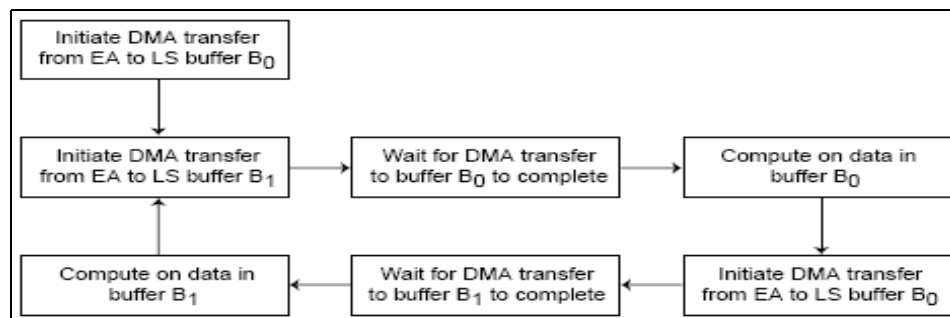 Initiate DMA transfer
from EA to LS buffer B0
Initiate DMA transfer
from EA to LS buffer B1
Wait for DMA transfer
to buffer B0 to complete
Compute on data in
buffer B0
Compute on data in
buffer B1
Wait for DMA transfer
to buffer B1 to complete
Initiate DMA transfer
from EA to LS buffer B0